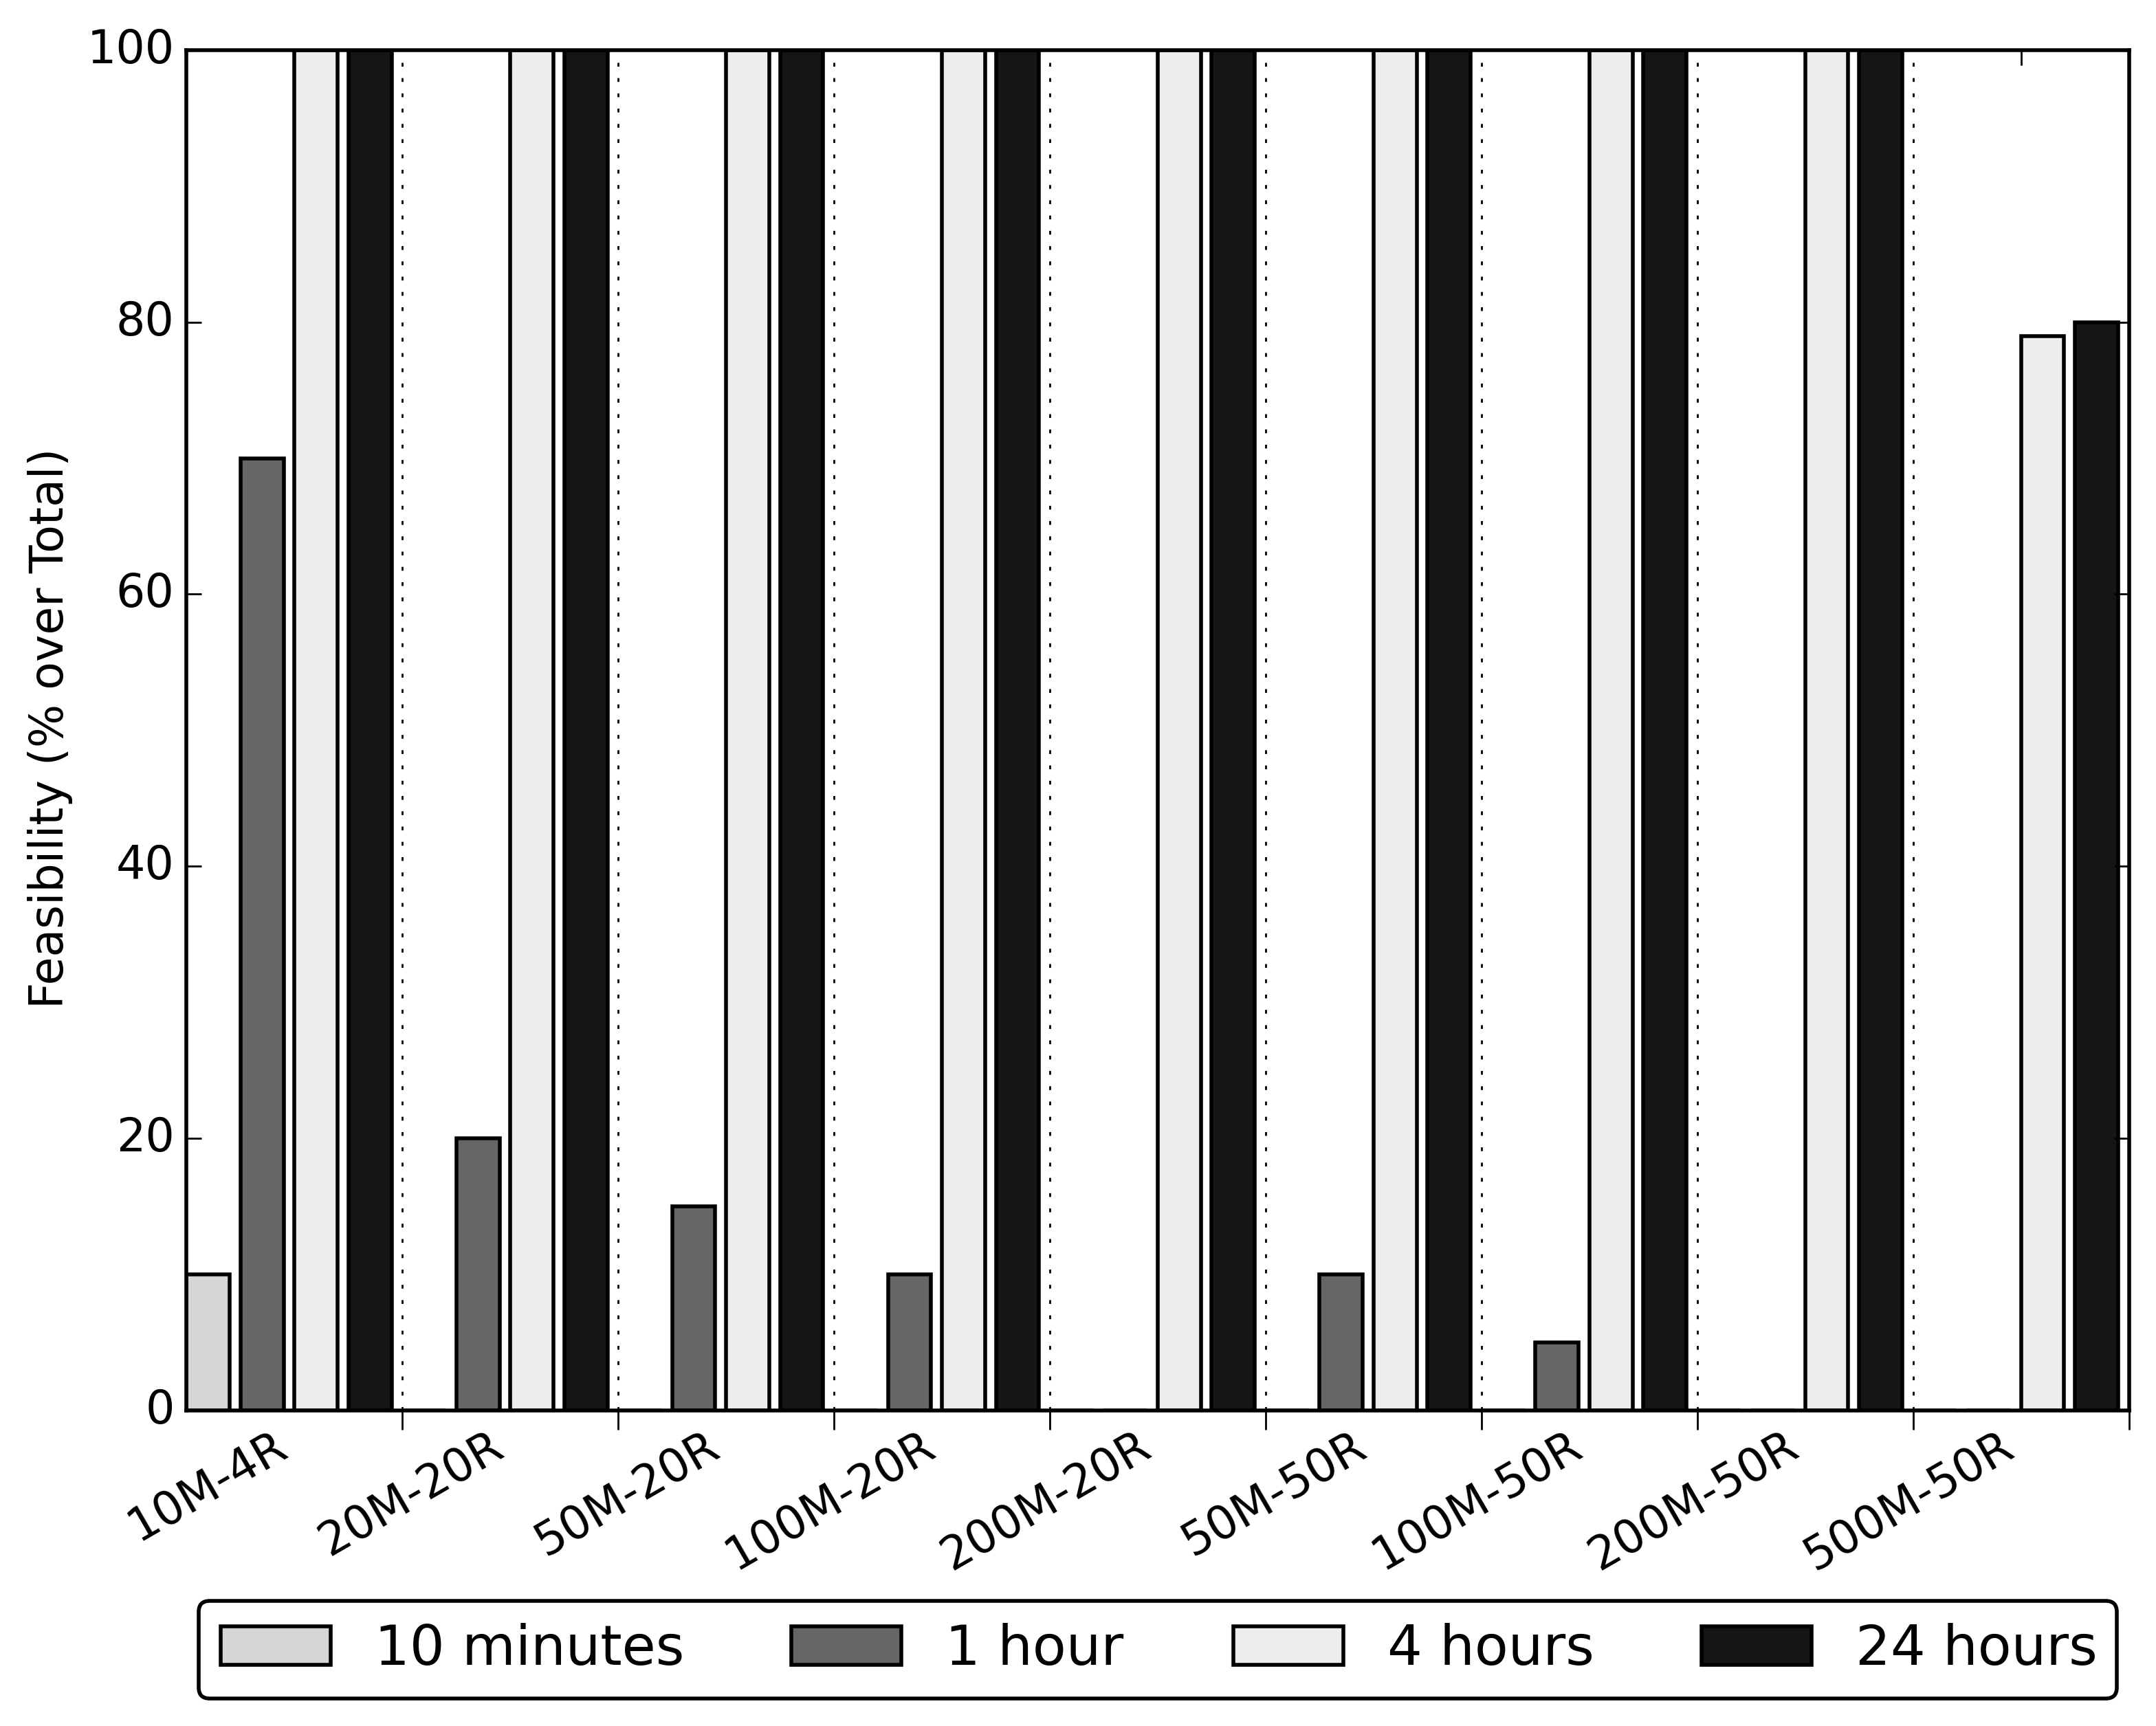 Feasibility (% over Total)
100
80
60
40
20
0
10M-4R
20M-20R
50M-20R
100M-20R
200M-20R
50M-50R
100M-50R
200M-50R
500M-50R
10 minutes
1 hour
4 hours
24 hours